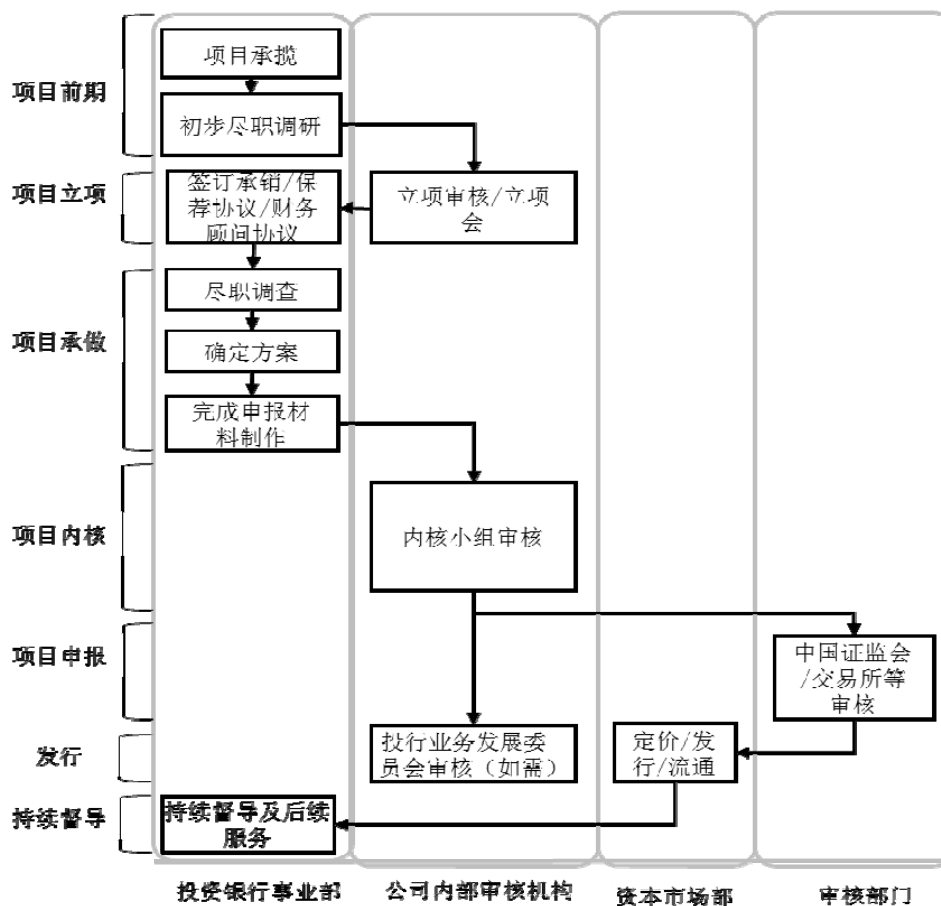 项目前期
项目承揽
初步尽职调研
项目立项
签订承销/保
荐协议/财务
顾问协议
立项审核/立项
会
项目承做
尽职调查
确定方案
完成申报材
料制作
项目内核
内核小组审核
项目申报
中国证监会
/交易所等
审核
发行
投行业务发展委
员会审核（如需）
定价/发
行/流通
持续督导
持续督导及后续
服务
投资银行事业部
公司内部审核机构
资本市场部
审核部门